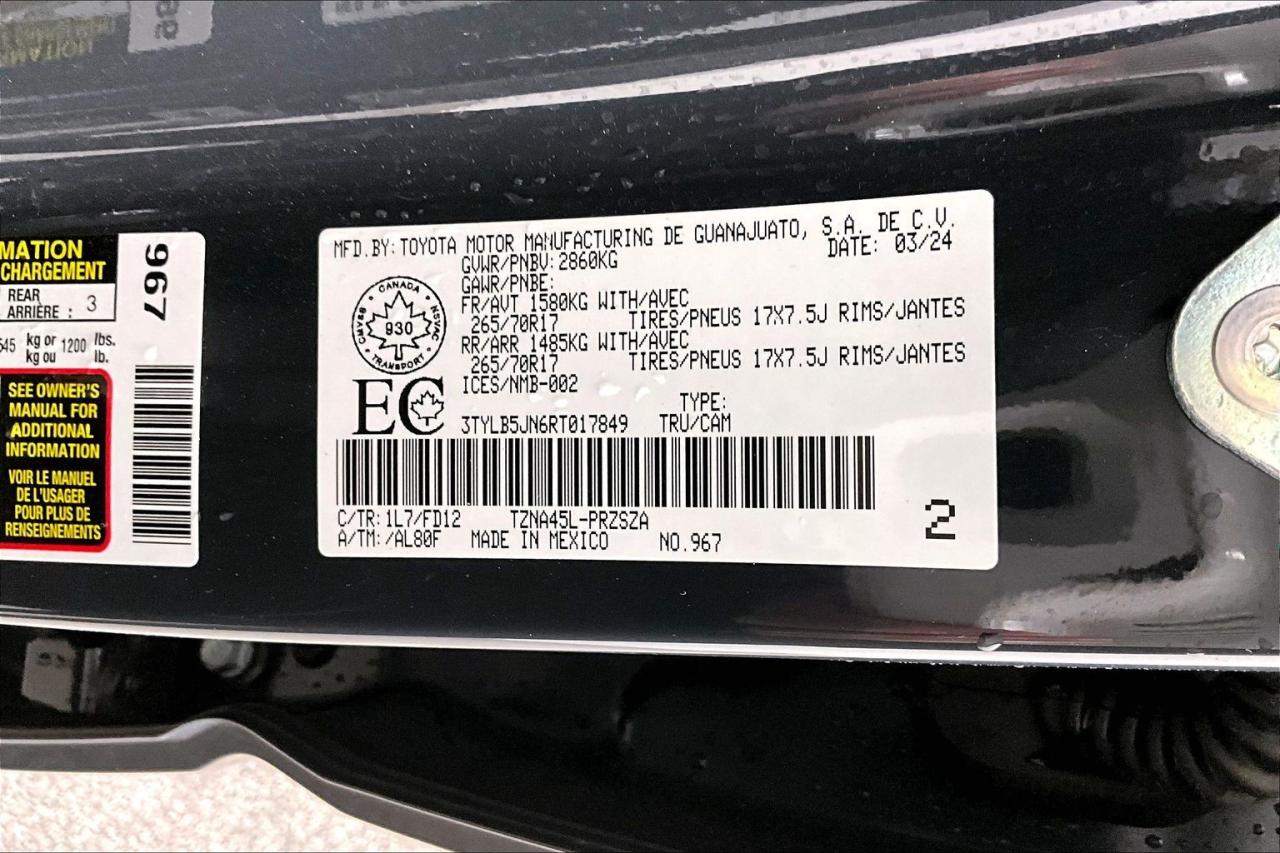 MATION
CHARGEMENT
REAR
ARRIÈRE : 3
545 kg or 1200 lbs.
kg ou lb.
SEE OWNER'S
MANUAL FOR
ADDITIONAL
INFORMATION
VOIR LE MANUEL
DE L'USAGER
POUR PLUS DE
RENSEIGNEMENTS
967
MFD.BY: TOYOTA MOTOR MANUFACTURING DE GUANAJUATO, S.A. DE C.V.
DATE: 03/24
GVWR/PNBV: 2860KG
GAWR/PNBE:
FR/AVT 1580KG WITH/AVEC
265/70R17 TIRES/PNEUS 17X7.5J RIMS/JANTES
RR/ARR 1485KG WITH/AVEC
265/70R17 TIRES/PNEUS 17X7.5J RIMS/JANTES
ICES/NMB-002
TYPE:
3TYLB5JN6RT017849 TRU/CAM
CANADA
CMVSS
NSVAC
930
TRANSPORT
EC
C/TR: 1L7/FD12 TZNA45L-PRZSZA
A/TM: /AL80F MADE IN MEXICO NO.967
2